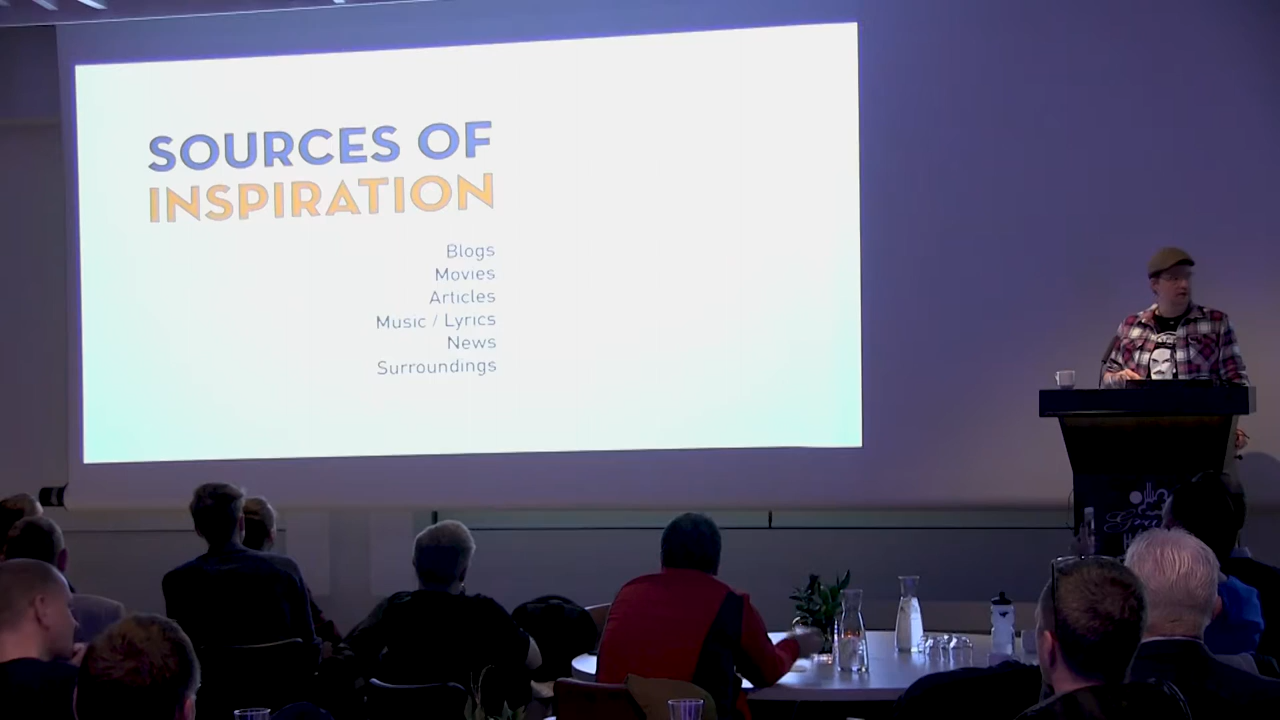 SOURCES OF
INSPIRATION
Blogs
Movies
Articles
Music / Lyrics
News
Surroundings